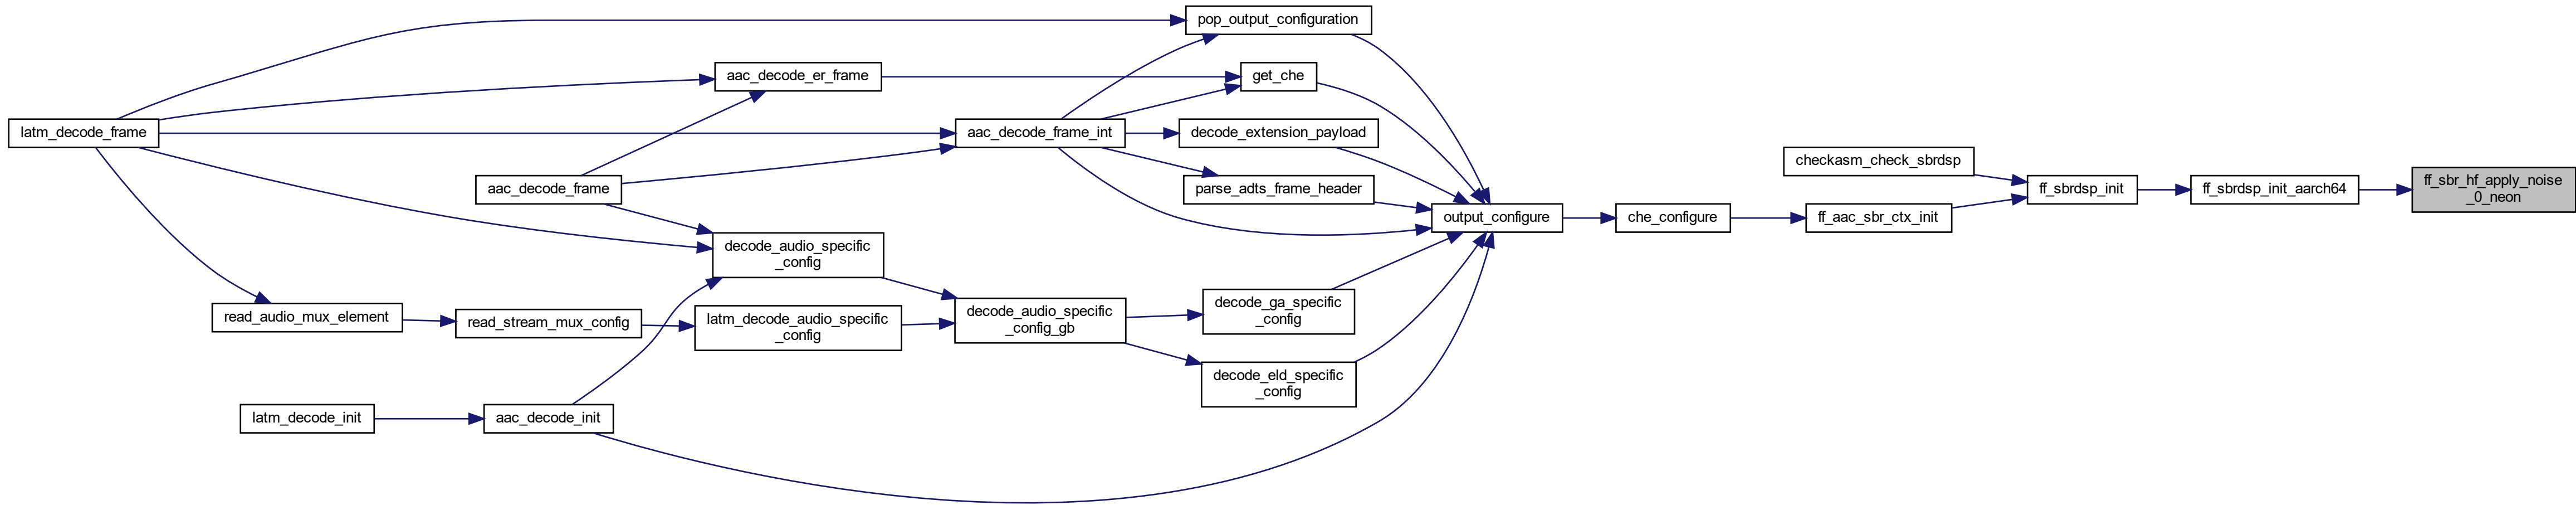 pop_output_configuration
aac_decode_er_frame
get_che
latm_decode_frame
aac_decode_frame_int
decode_extension_payload
checkasm_check_sbrdsp
aac_decode_frame
parse_adts_frame_header
ff_sbrdsp_init
ff_sbrdsp_init_aarch64
ff_sbr_hf_apply_noise
_0_neon
output_configure
che_configure
ff_aac_sbr_ctx_init
decode_audio_specific
_config
read_audio_mux_element
read_stream_mux_config
latm_decode_audio_specific
_config
decode_audio_specific
_config_gb
decode_ga_specific
_config
decode_eld_specific
_config
latm_decode_init
aac_decode_init